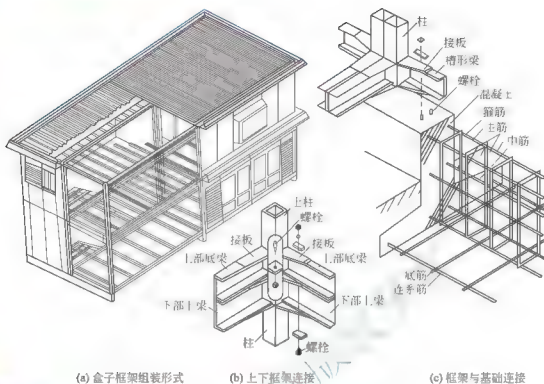 柱
接板
槽形梁
螺栓
混凝土
箍筋
主筋
中筋
上柱
螺栓
接板
接板
上部底梁
上部底梁
下部上梁
下部上梁
底筋
连系筋
柱
螺栓
(a) 盒子框架组装形式
(b) 上下框架连接
(c) 框架与基础连接